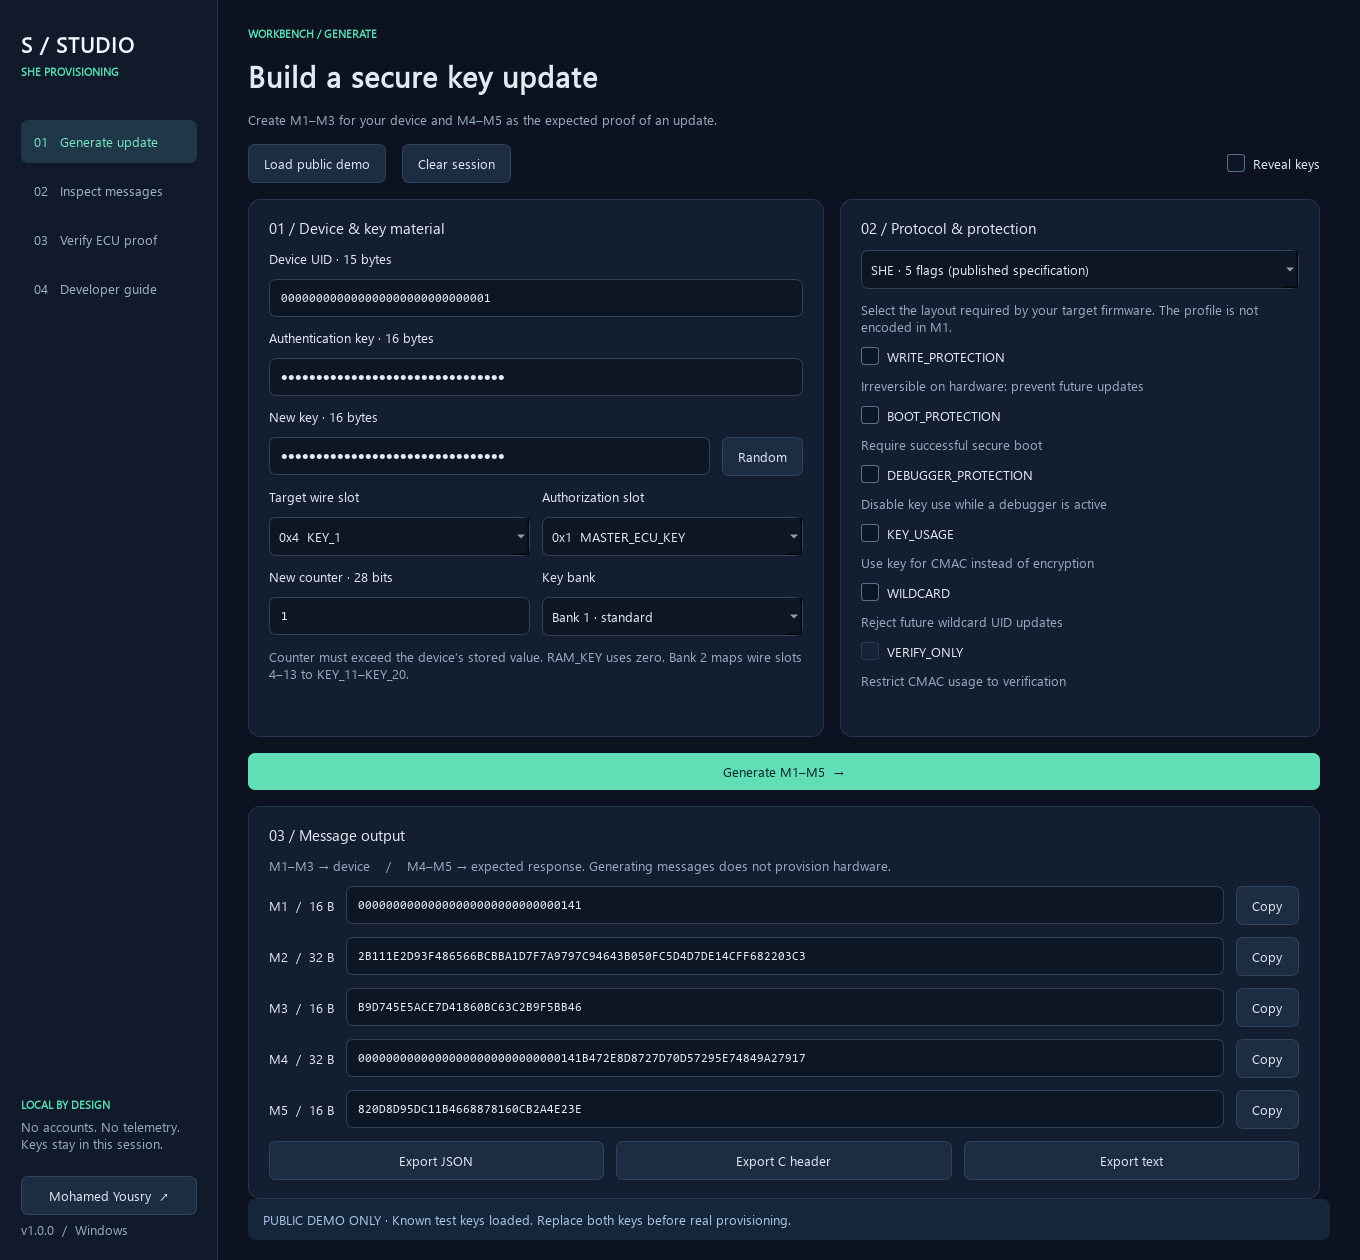 S / STUDIO
SHE PROVISIONING
01 Generate update
02 Inspect messages
03 Verify ECU proof
04 Developer guide
LOCAL BY DESIGN
No accounts. No telemetry.
Keys stay in this session.
Mohamed Yousry ↗
v1.0.0 / Windows
WORKBENCH / GENERATE
Build a secure key update
Create M1–M3 for your device and M4–M5 as the expected proof of an update.
Load public demo
Clear session
Reveal keys
01 / Device & key material
Device UID · 15 bytes
000000000000000000000000000001
Authentication key · 16 bytes
••••••••••••••••••••••••••••••••
New key · 16 bytes
••••••••••••••••••••••••••••••••
Random
Target wire slot
Authorization slot
0x4 KEY_1
0x1 MASTER_ECU_KEY
New counter · 28 bits
Key bank
1
Bank 1 · standard
Counter must exceed the device's stored value. RAM_KEY uses zero. Bank 2 maps wire slots
4–13 to KEY_11–KEY_20.
02 / Protocol & protection
SHE · 5 flags (published specification)
Select the layout required by your target firmware. The profile is not
encoded in M1.
WRITE_PROTECTION
Irreversible on hardware: prevent future updates
BOOT_PROTECTION
Require successful secure boot
DEBUGGER_PROTECTION
Disable key use while a debugger is active
KEY_USAGE
Use key for CMAC instead of encryption
WILDCARD
Reject future wildcard UID updates
VERIFY_ONLY
Restrict CMAC usage to verification
Generate M1–M5 →
03 / Message output
M1–M3 → device / M4–M5 → expected response. Generating messages does not provision hardware.
M1 / 16 B
00000000000000000000000000000141
Copy
M2 / 32 B
2B111E2D93F486566BCBBA1D7F7A9797C94643B050FC5D4D7DE14CFF682203C3
Copy
M3 / 16 B
B9D745E5ACE7D41860BC63C2B9F5BB46
Copy
M4 / 32 B
00000000000000000000000000000141B472E8D8727D70D57295E74849A27917
Copy
M5 / 16 B
820D8D95DC11B4668878160CB2A4E23E
Copy
Export JSON
Export C header
Export text
PUBLIC DEMO ONLY · Known test keys loaded. Replace both keys before real provisioning.